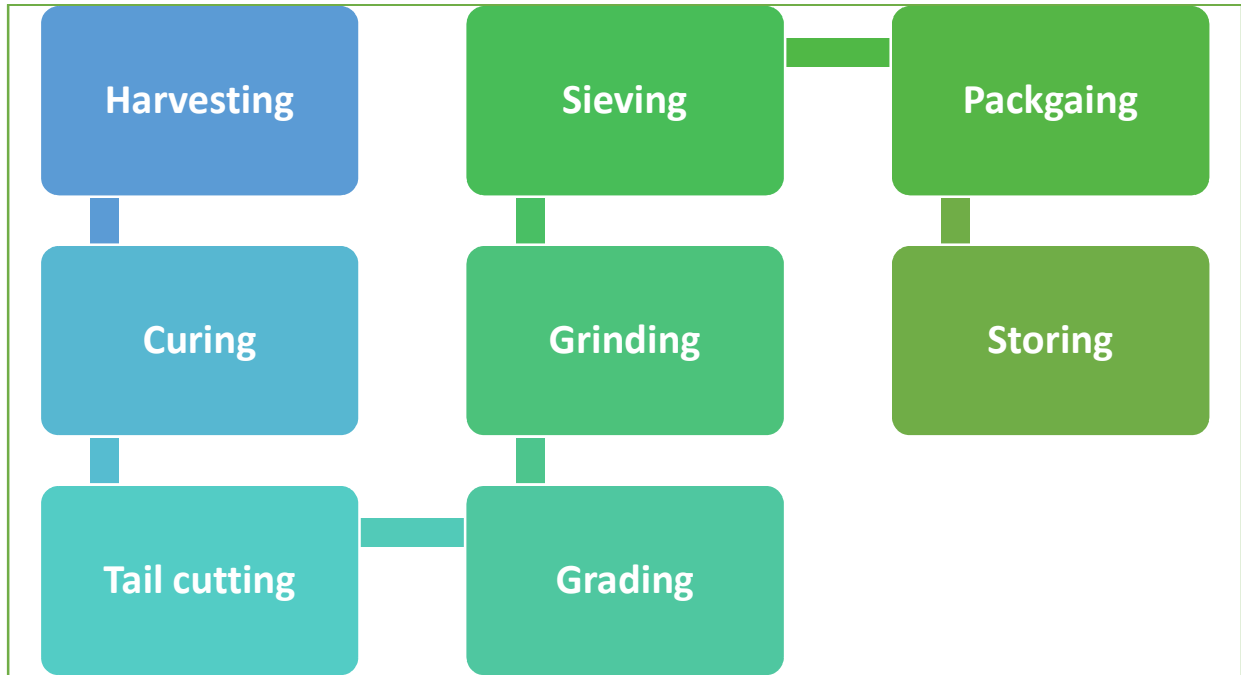 Harvesting
Curing
Tail cutting
Grading
Grinding
Sieving
Packgaing
Storing